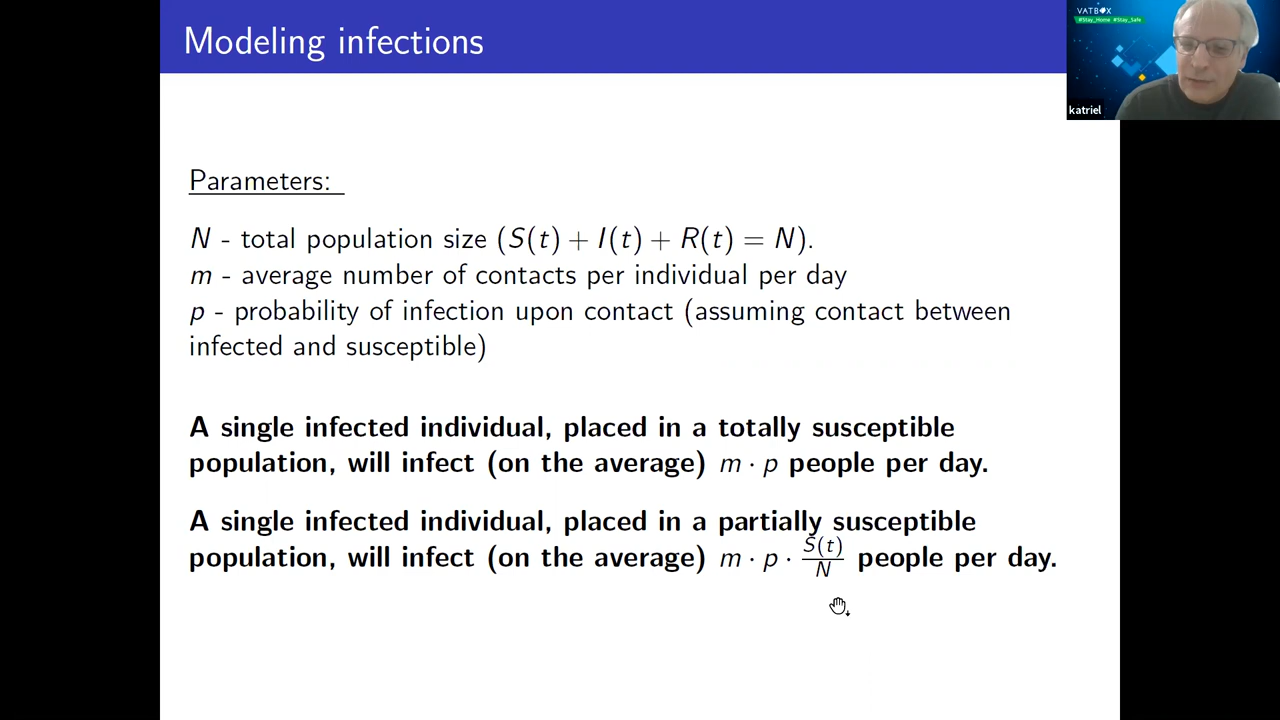 Modeling infections
VATBOX
#Stay_Home #Stay_Safe
katriel
Parameters:
N - total population size (S(t) + I(t) + R(t) = N).
m - average number of contacts per individual per day
p - probability of infection upon contact (assuming contact between
infected and susceptible)
A single infected individual, placed in a totally susceptible
population, will infect (on the average) m · p people per day.
A single infected individual, placed in a partially susceptible
population, will infect (on the average) m · p · S(t)/N people per day.